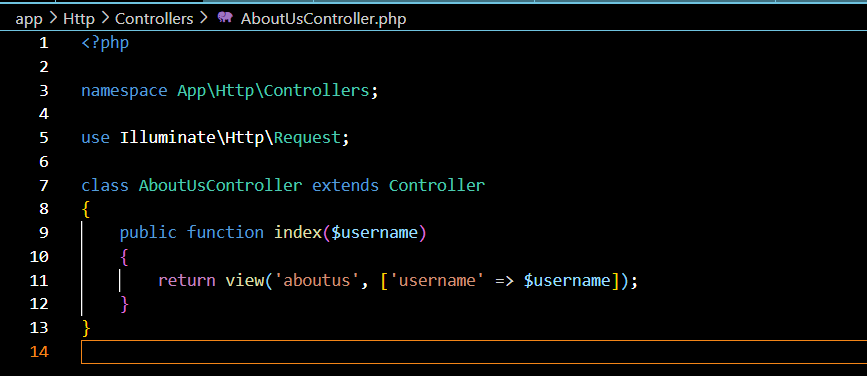 app > Http > Controllers > AboutUsController.php
1 <?php
2
3 namespace App\Http\Controllers;
4
5 use Illuminate\Http\Request;
6
7 class AboutUsController extends Controller
8 {
9     public function index($username)
10     {
11         return view('aboutus', ['username' => $username]);
12     }
13 }
14